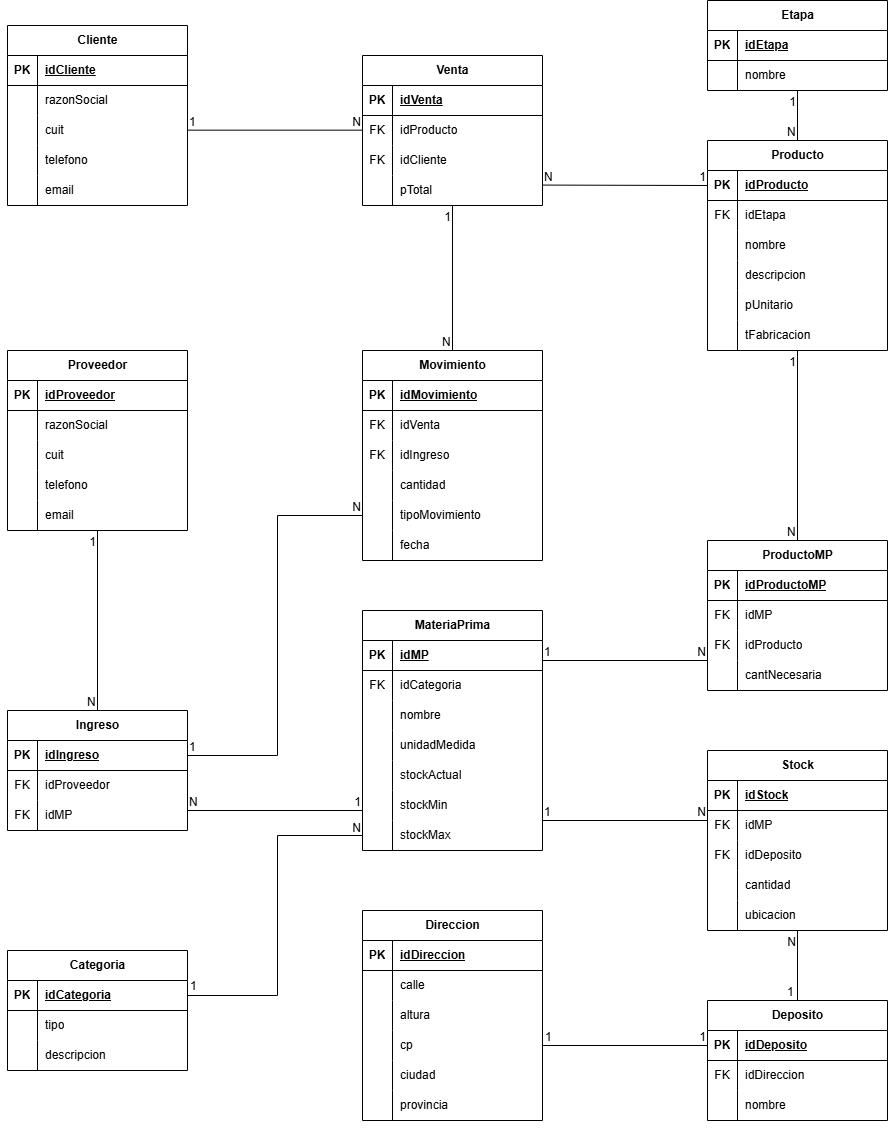 Cliente
PK idCliente
razonSocial
cuit
telefono
email
1
N
Venta
PK idVenta
FK idProducto
FK idCliente
pTotal
N
1
1
N
Etapa
PK idEtapa
nombre
1
N
Producto
PK idProducto
FK idEtapa
nombre
descripcion
pUnitario
tFabricacion
1
N
Proveedor
PK idProveedor
razonSocial
cuit
telefono
email
1
N
Movimiento
PK idMovimiento
FK idVenta
FK idIngreso
cantidad
tipoMovimiento
fecha
N
ProductoMP
PK idProductoMP
FK idMP
FK idProducto
cantNecesaria
MateriaPrima
PK idMP
FK idCategoria
nombre
unidadMedida
stockActual
stockMin
stockMax
1
N
1
N
Ingreso
PK idIngreso
FK idProveedor
FK idMP
1
N
1
N
Stock
PK idStock
FK idMP
FK idDeposito
cantidad
ubicacion
N
1
Categoria
PK idCategoria
tipo
descripcion
1
Direccion
PK idDireccion
calle
altura
cp
ciudad
provincia
1
1
Deposito
PK idDeposito
FK idDireccion
nombre